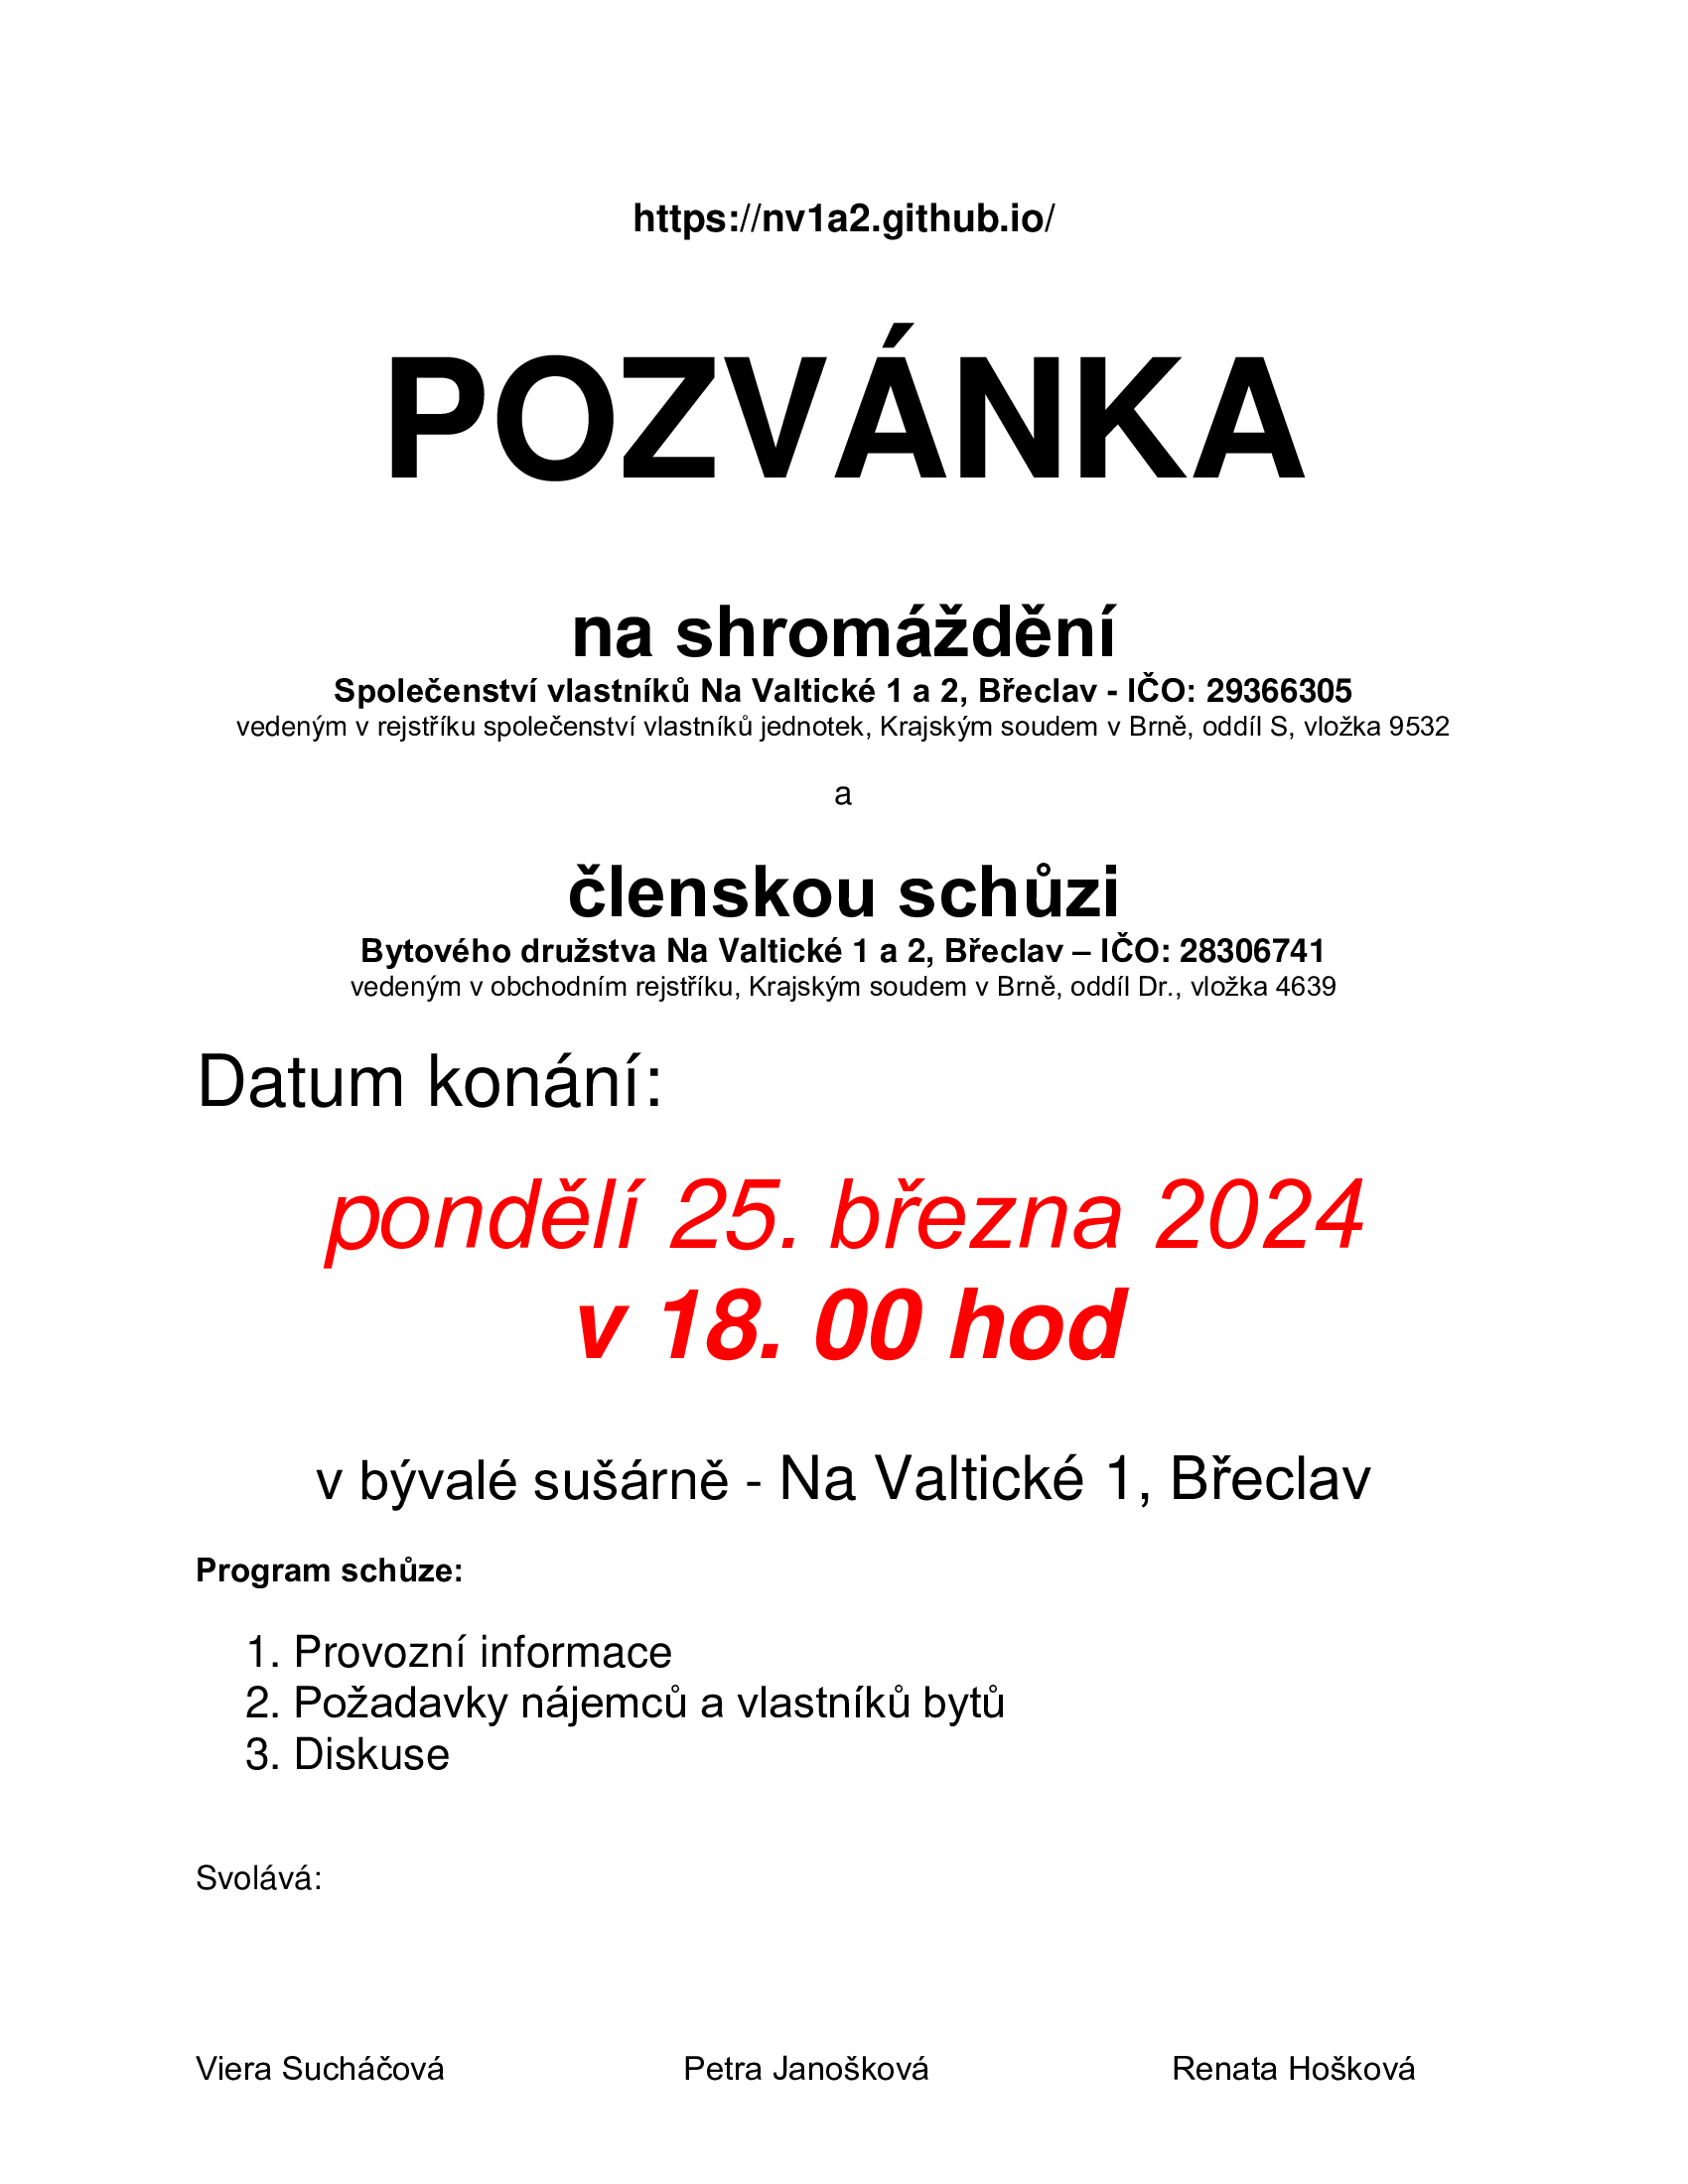 https://nv1a2.github.io/
POZVÁNKA
na shromáždění
Společenství vlastníků Na Valtické 1 a 2, Břeclav - IČO: 29366305
vedeným v rejstříku společenství vlastníků jednotek, Krajským soudem v Brně, oddíl S, vložka 9532
a
členskou schůzi
Bytového družstva Na Valtické 1 a 2, Břeclav – IČO: 28306741
vedeným v obchodním rejstříku, Krajským soudem v Brně, oddíl Dr., vložka 4639
Datum konání:
pondělí 25. března 2024
v 18. 00 hod
v bývalé sušárně - Na Valtické 1, Břeclav
Program schůze:
1. Provozní informace
2. Požadavky nájemců a vlastníků bytů
3. Diskuse
Svolává:
Viera Sucháčová Petra Janošková Renata Hošková